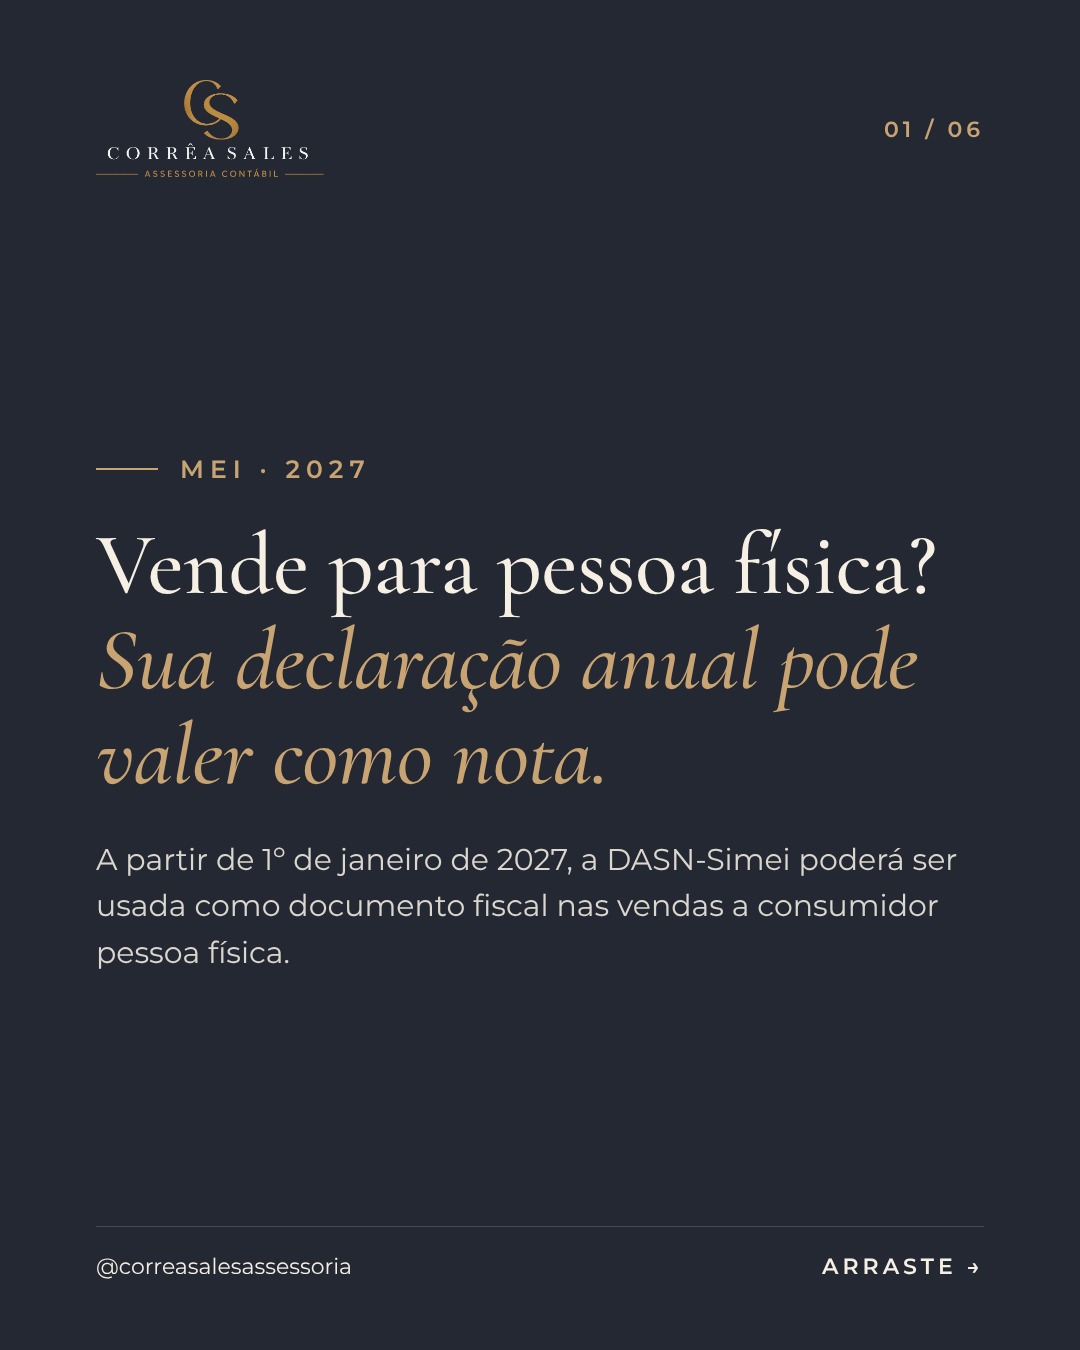 CS
CORRÊA SALES
ASSESSORIA CONTÁBIL
01 / 06
MEI · 2027
Vende para pessoa física?
Sua declaração anual pode
valer como nota.
A partir de 1º de janeiro de 2027, a DASN-Simei poderá ser
usada como documento fiscal nas vendas a consumidor
pessoa física.
@correasalesassessoria
ARRASTE →